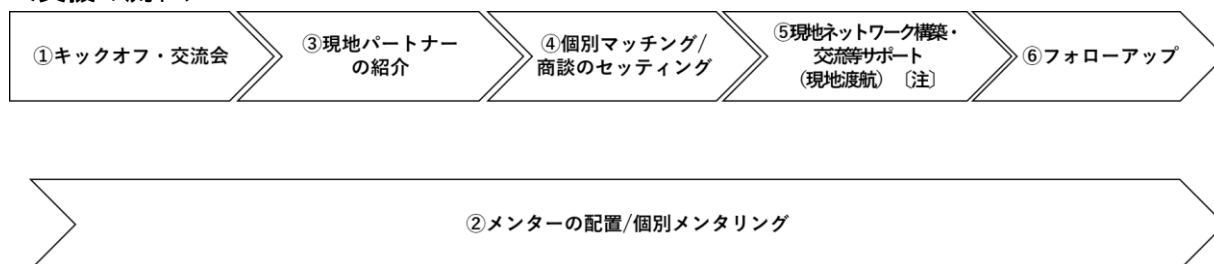 ①キックオフ・交流会
③現地パートナー
の紹介
④個別マッチング/
商談のセッティング
⑤現地ネットワーク構築・
交流等サポート
（現地渡航）〔注〕
⑥フォローアップ
②メンターの配置/個別メンタリング